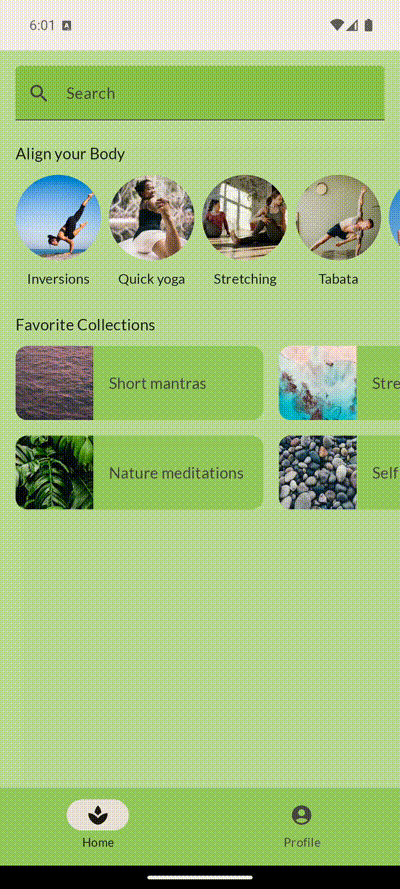 6:01 A
Search
Align your Body
Inversions Quick yoga Stretching Tabata
Favorite Collections
Short mantras Stre
Nature meditations Self
Home Profile